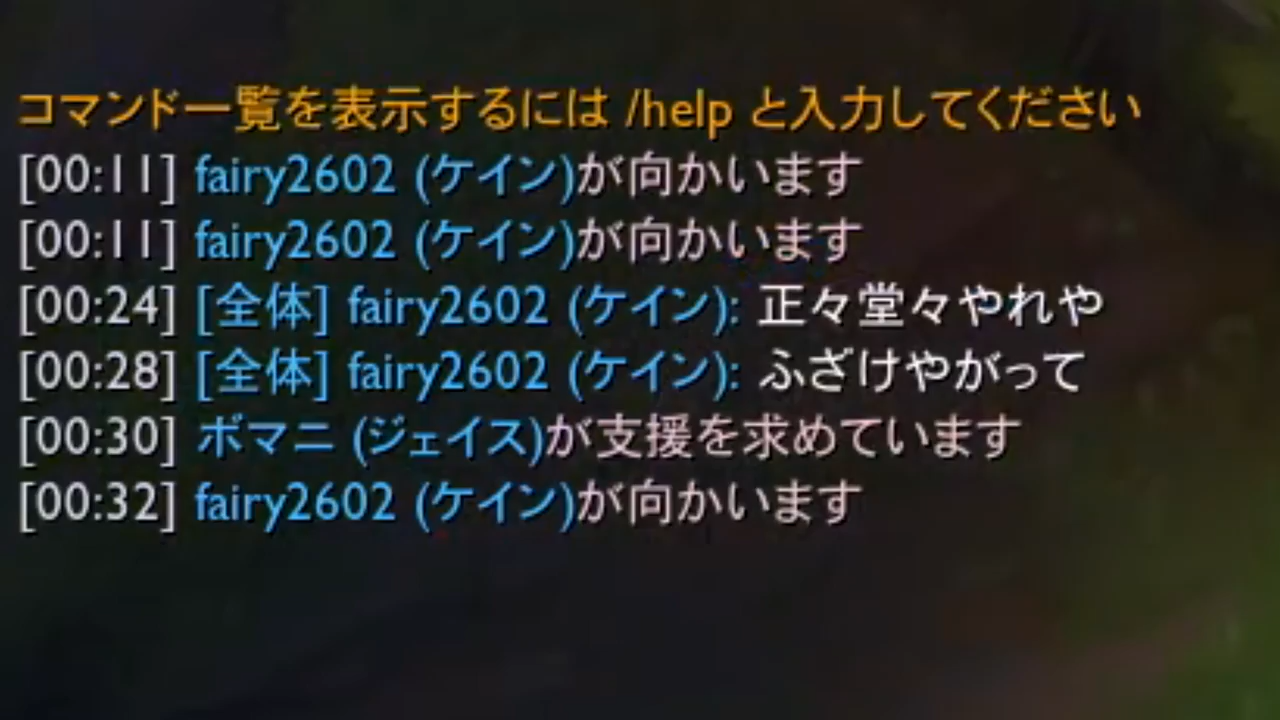 コマンド一覧を表示するには /help と入力してください
[00:11] fairy2602 (ケイン)が向かいます
[00:11] fairy2602 (ケイン)が向かいます
[00:24] [全体] fairy2602 (ケイン): 正々堂々やれや
[00:28] [全体] fairy2602 (ケイン): ふざけやがって
[00:30] ボマニ (ジェイス)が支援を求めています
[00:32] fairy2602 (ケイン)が向かいます